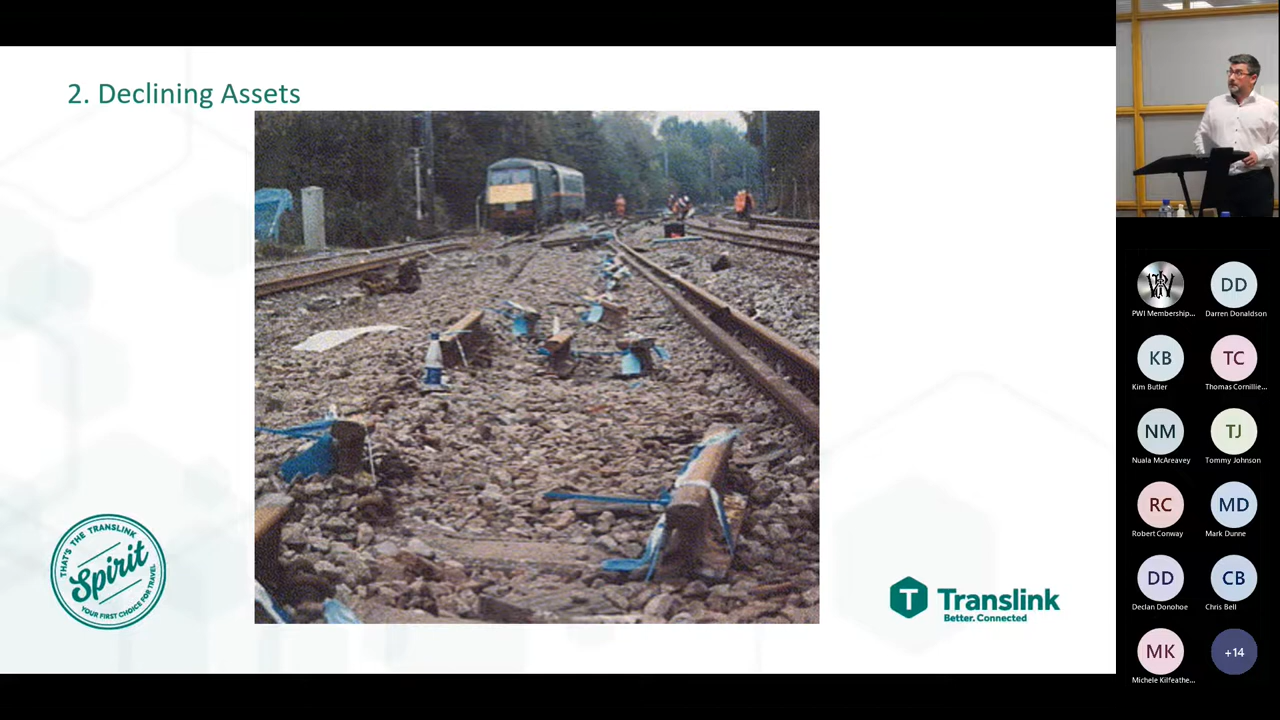 2. Declining Assets
THAT'S THE TRANSLINK
Spirit
YOUR FIRST CHOICE FOR TRAVEL
T Translink
Better. Connected
PWI Membership...
DD
Darren Donaldson
KB
Kim Butler
TC
Thomas Cornillie...
NM
Nuala McAreavey
TJ
Tommy Johnson
RC
Robert Conway
MD
Mark Dunne
DD
Declan Donohoe
CB
Chris Bell
MK
Michele Kilfeathe...
+14